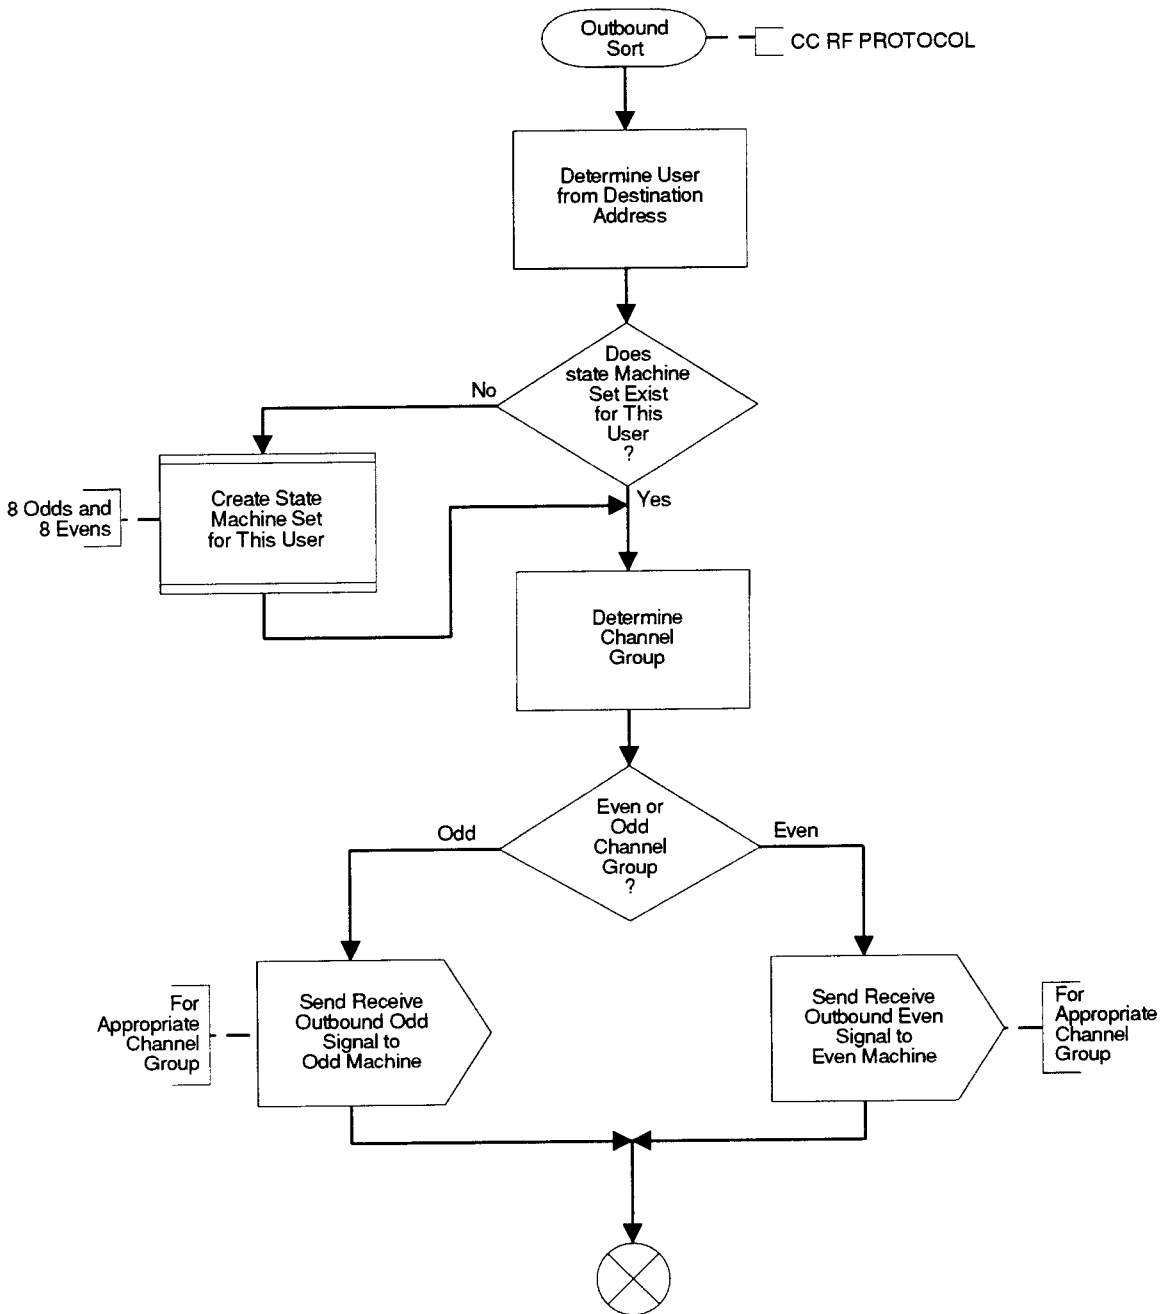 Outbound
Sort
CC RF PROTOCOL
Determine User
from Destination
Address
Does
state Machine
Set Exist
for This
User
?
No
Yes
8 Odds and
8 Evens
Create State
Machine Set
for This User
Determine
Channel
Group
Even or
Odd
Channel
Group
?
Odd
Even
For
Appropriate
Channel
Group
Send Receive
Outbound Odd
Signal to
Odd Machine
Send Receive
Outbound Even
Signal to
Even Machine
For
Appropriate
Channel
Group